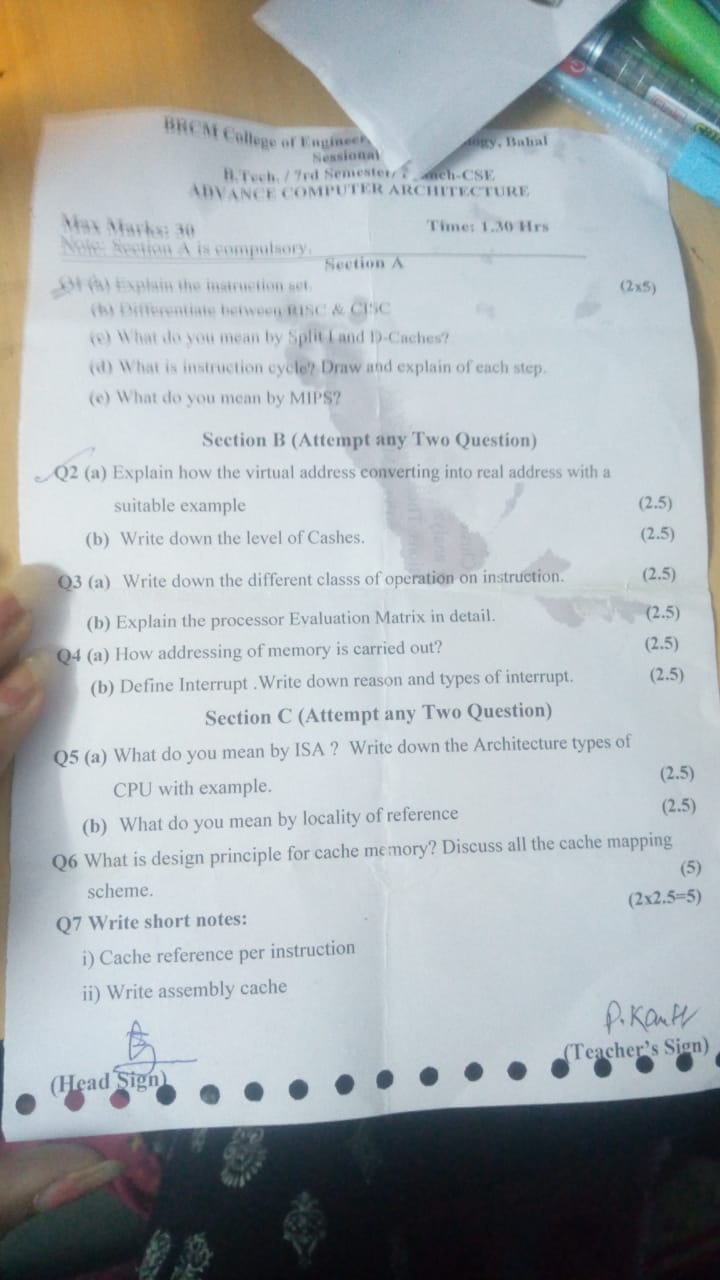 BRCM College of Engineer ogy, Bahal
Sessional
B.Tech. / 7rd Semester/ nch-CSE
ADVANCE COMPUTER ARCHITECTURE
Max Marks: 30 Time: 1.30 Hrs
Note: Section A is compulsory.
Section A
Q1 (a) Explain the instruction set. (2x5)
(b) Differentiate between RISC & CISC
(c) What do you mean by Split I and D-Caches?
(d) What is instruction cycle? Draw and explain of each step.
(e) What do you mean by MIPS?
Section B (Attempt any Two Question)
Q2 (a) Explain how the virtual address converting into real address with a
suitable example (2.5)
(b) Write down the level of Cashes. (2.5)
Q3 (a) Write down the different classs of operation on instruction. (2.5)
(b) Explain the processor Evaluation Matrix in detail. (2.5)
Q4 (a) How addressing of memory is carried out? (2.5)
(b) Define Interrupt .Write down reason and types of interrupt. (2.5)
Section C (Attempt any Two Question)
Q5 (a) What do you mean by ISA ? Write down the Architecture types of
CPU with example. (2.5)
(b) What do you mean by locality of reference (2.5)
Q6 What is design principle for cache memory? Discuss all the cache mapping
scheme. (5)
Q7 Write short notes: (2x2.5=5)
i) Cache reference per instruction
ii) Write assembly cache
P.Kant
(Head Sign) (Teacher's Sign)